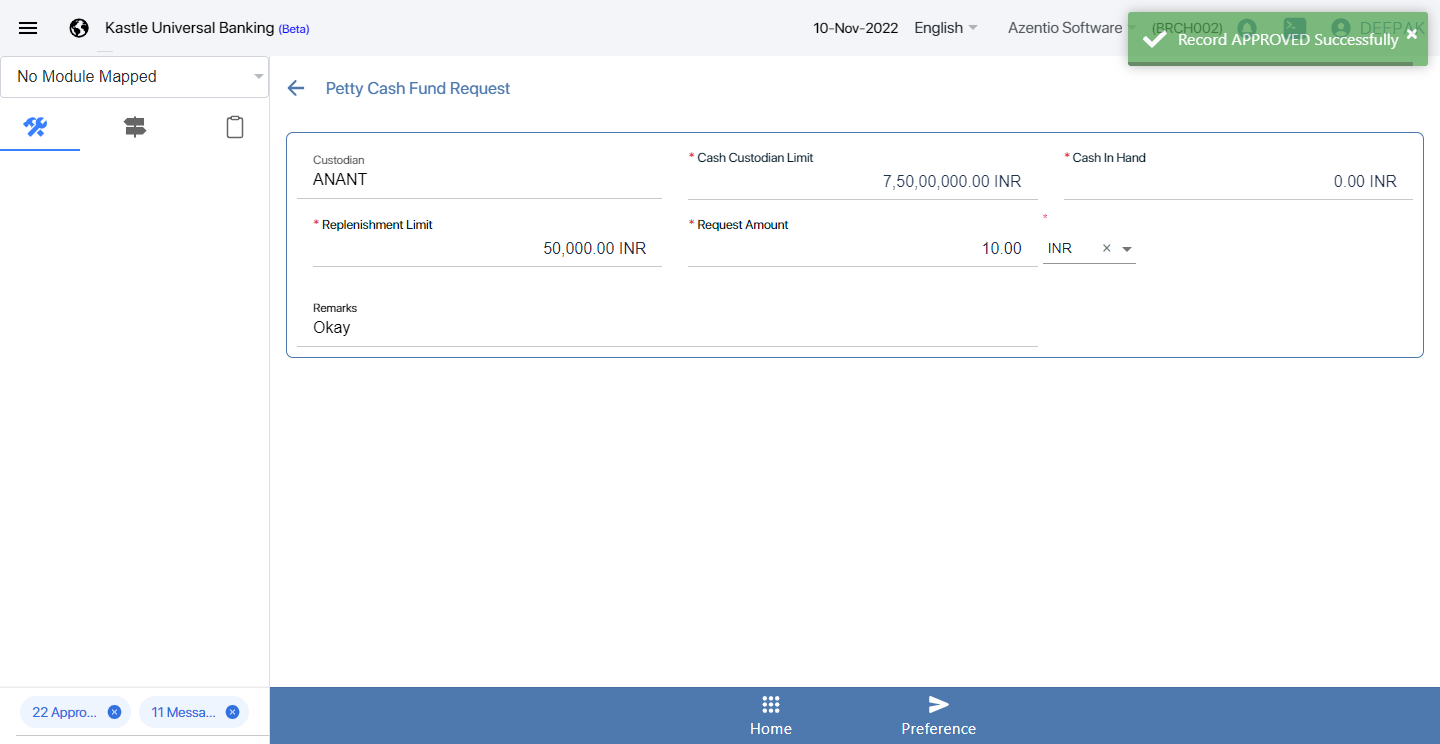 Kastle Universal Banking (Beta)
10-Nov-2022
English
Azentio Software
(BRCH002)
DEEPAK
Record APPROVED Successfully
No Module Mapped
Petty Cash Fund Request
Custodian
ANANT
* Cash Custodian Limit
7,50,00,000.00 INR
* Cash In Hand
0.00 INR
* Replenishment Limit
50,000.00 INR
* Request Amount
10.00
*
INR
Remarks
Okay
22 Appro...
11 Messa...
Home
Preference